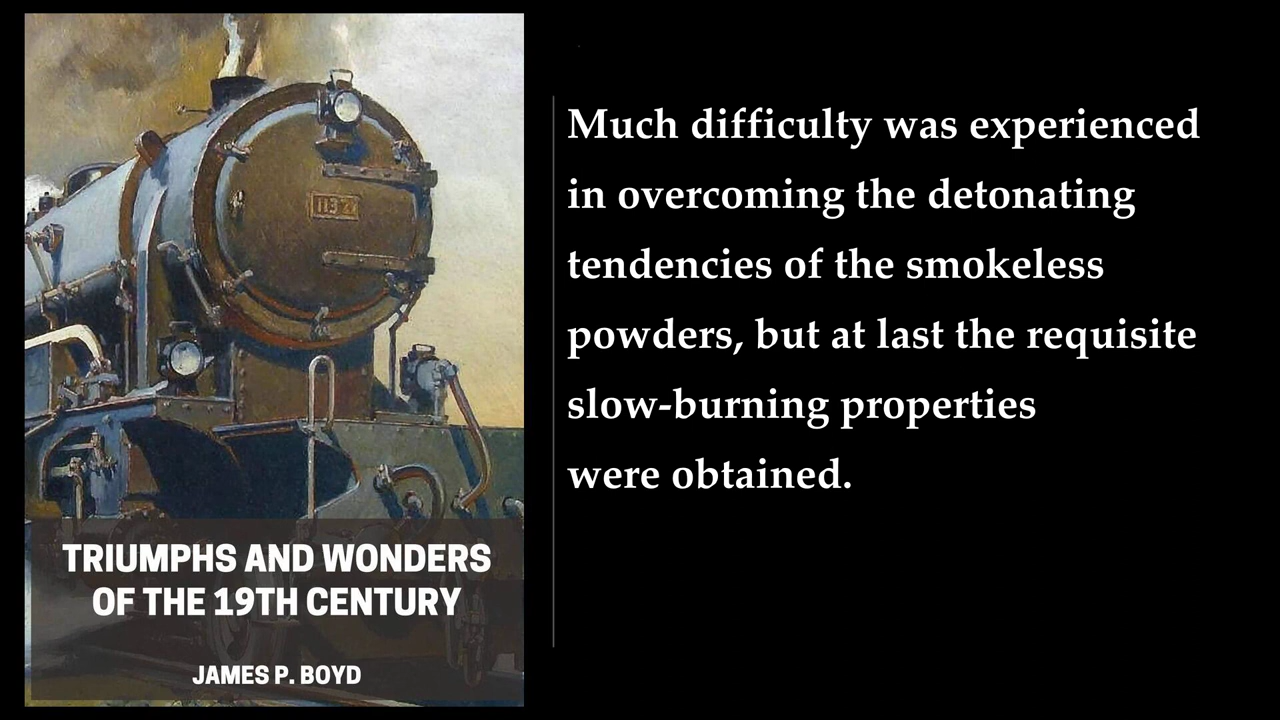 Much difficulty was experienced
in overcoming the detonating
tendencies of the smokeless
powders, but at last the requisite
slow-burning properties
were obtained.
TRIUMPHS AND WONDERS
OF THE 19TH CENTURY
JAMES P. BOYD